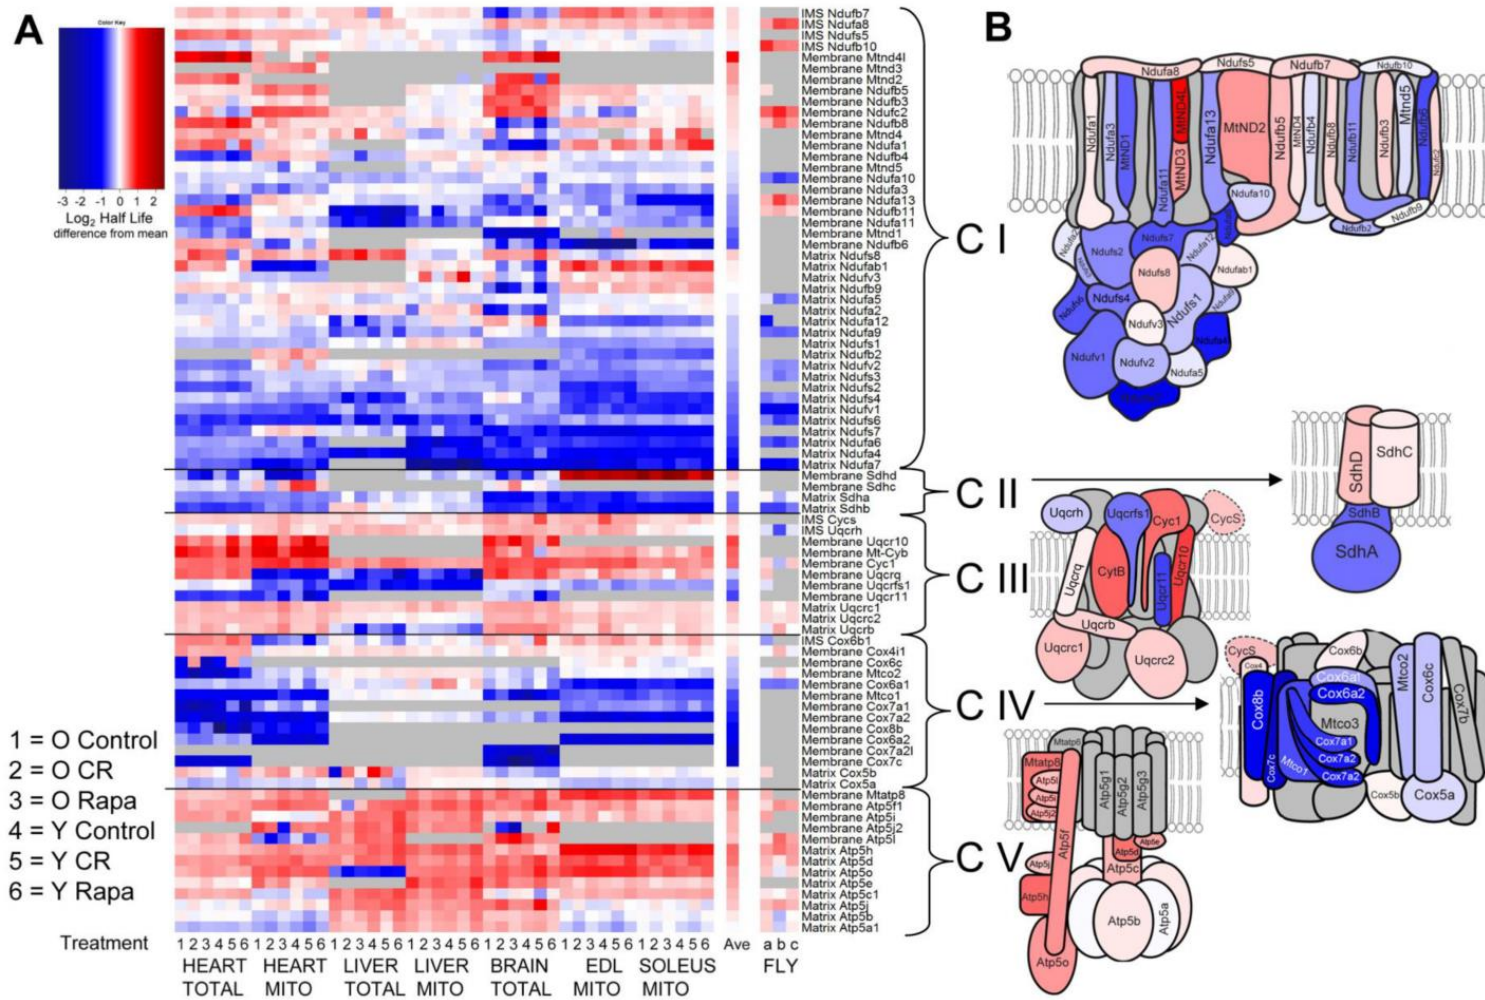 A
Color Key
-3 -2 -1 0 1 2
Log2 Half Life
difference from mean
IMS Ndufb7
IMS Ndufa8
IMS Ndufs5
IMS Ndufb10
Membrane Mtnd4l
Membrane Mtnd3
Membrane Mtnd2
Membrane Ndufb5
Membrane Ndufb3
Membrane Ndufc2
Membrane Ndufb8
Membrane Mtnd4
Membrane Ndufa1
Membrane Ndufb4
Membrane Mtnd5
Membrane Ndufa10
Membrane Ndufa3
Membrane Ndufa13
Membrane Ndufb11
Membrane Ndufa11
Membrane Mtnd1
Membrane Ndufb6
Matrix Ndufs8
Matrix Ndufab1
Matrix Ndufv3
Matrix Ndufb9
Matrix Ndufa5
Matrix Ndufa2
Matrix Ndufa12
Matrix Ndufa9
Matrix Ndufs1
Matrix Ndufb2
Matrix Ndufv2
Matrix Ndufs3
Matrix Ndufs2
Matrix Ndufs4
Matrix Ndufv1
Matrix Ndufs6
Matrix Ndufs7
Matrix Ndufa6
Matrix Ndufa4
Matrix Ndufa7
Membrane Sdhd
Membrane Sdhc
Matrix Sdha
Matrix Sdhb
IMS Cycs
IMS Uqcrh
Membrane Uqcr10
Membrane Mt-Cyb
Membrane Cyc1
Membrane Uqcrq
Membrane Uqcrfs1
Membrane Uqcr11
Matrix Uqcrc1
Matrix Uqcrc2
Matrix Uqcrb
IMS Cox6b1
Membrane Cox4i1
Membrane Cox6c
Membrane Mtco2
Membrane Cox6a1
Membrane Mtco1
Membrane Cox7a1
Membrane Cox7a2
Membrane Cox8b
Membrane Cox6a2
Membrane Cox7a2l
Membrane Cox7c
Matrix Cox5b
Matrix Cox5a
Membrane Mtatp8
Membrane Atp5f1
Membrane Atp5i
Membrane Atp5j2
Membrane Atp5l
Matrix Atp5h
Matrix Atp5d
Matrix Atp5o
Matrix Atp5e
Matrix Atp5c1
Matrix Atp5j
Matrix Atp5b
Matrix Atp5a1
1 = O Control
2 = O CR
3 = O Rapa
4 = Y Control
5 = Y CR
6 = Y Rapa
Treatment
1 2 3 4 5 6 1 2 3 4 5 6 1 2 3 4 5 6 1 2 3 4 5 6 1 2 3 4 5 6 1 2 3 4 5 6 1 2 3 4 5 6 Ave a b c
HEART HEART LIVER LIVER BRAIN EDL SOLEUS FLY
TOTAL MITO TOTAL MITO TOTAL MITO MITO
C I
C II
C III
C IV
C V
B
Ndufa8
Ndufs5
Ndufb7
Ndufb10
Ndufa1
Ndufa3
MtND1
Ndufa11
MtND4L
MtND3
Ndufa13
MtND2
Ndufa10
Ndufb5
MtND4
Ndufb4
Ndufb8
Ndufb11
Ndufb3
Mtnd5
Ndufb6
Ndufc2
Ndufb9
Ndufb2
Ndufa2
Ndufs2
Ndufs7
Ndufa12
Ndufs8
Ndufab1
Ndufs6
Ndufs4
Ndufs1
Ndufa9
Ndufv3
Ndufv1
Ndufv2
Ndufa4
Ndufa5
SdhD
SdhC
SdhB
SdhA
Uqcrh
Uqcrfs1
Cyc1
CycS
Uqcrq
CytB
Uqcr11
Uqcr10
Uqcrb
Uqcrc1
Uqcrc2
CycS
Cox4
Cox6b
Cox6a1
Cox6a2
Cox8b
Cox7c
Mtco3
Mtco1
Cox7a1
Cox7a2
Cox7a2
Mtco2
Cox6c
Cox7b
Cox5b
Cox5a
Mtatp6
Mtatp8
Atp5l
Atp5i
Atp5j2
Atp5f
Atp5g1
Atp5g2
Atp5g3
Atp5e
Atp5d
Atp5c
Atp5j
Atp5h
Atp5b
Atp5a
Atp5o